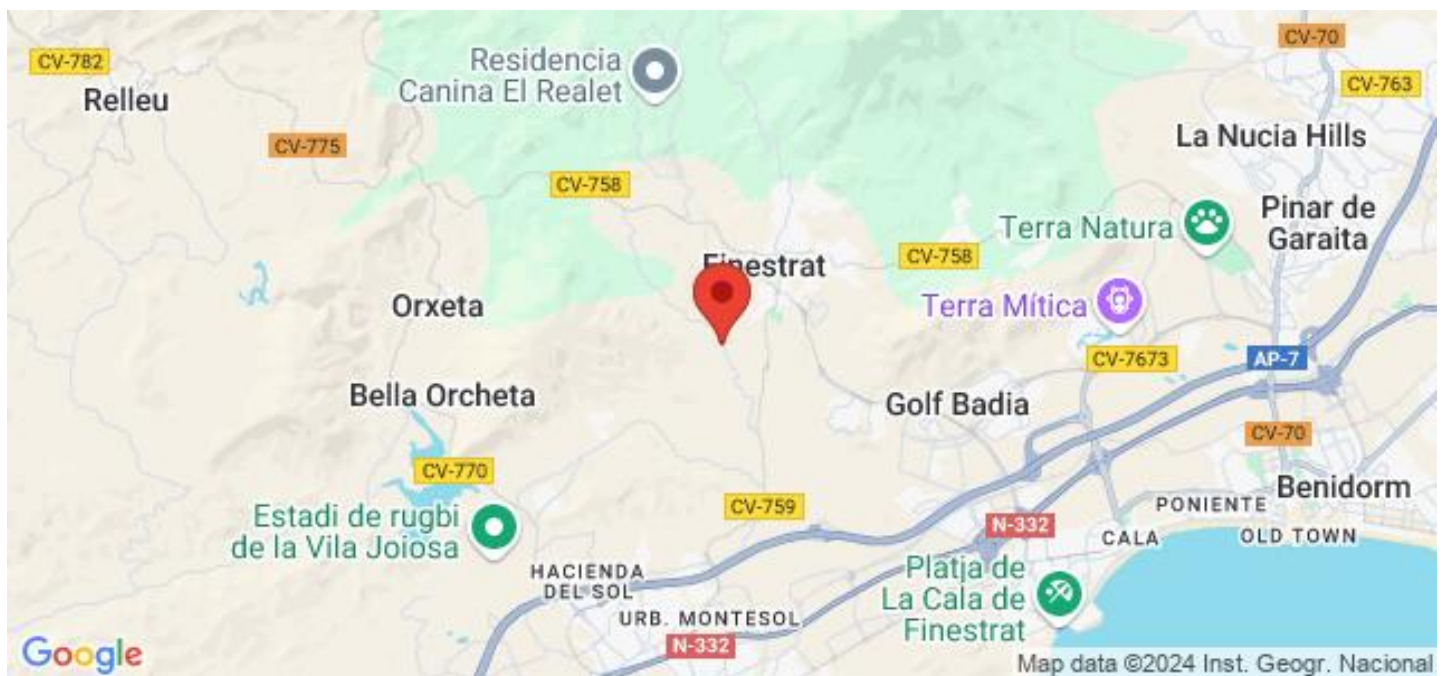 CV-70
CV-782
Relleu
Residencia
Canina El Realet
CV-763
La Nucia Hills
CV-775
CV-758
Terra Natura
Pinar de
Garaita
Finestrat
CV-758
Orxeta
Terra Mítica
CV-7673
AP-7
Bella Orcheta
Golf Badia
CV-70
CV-770
Benidorm
CV-759
PONIENTE
Estadi de rugbi
de la Vila Joiosa
N-332
CALA
OLD TOWN
HACIENDA
DEL SOL
Platja de
La Cala de
Finestrat
URB. MONTESOL
N-332
Google
Map data ©2024 Inst. Geogr. Nacional